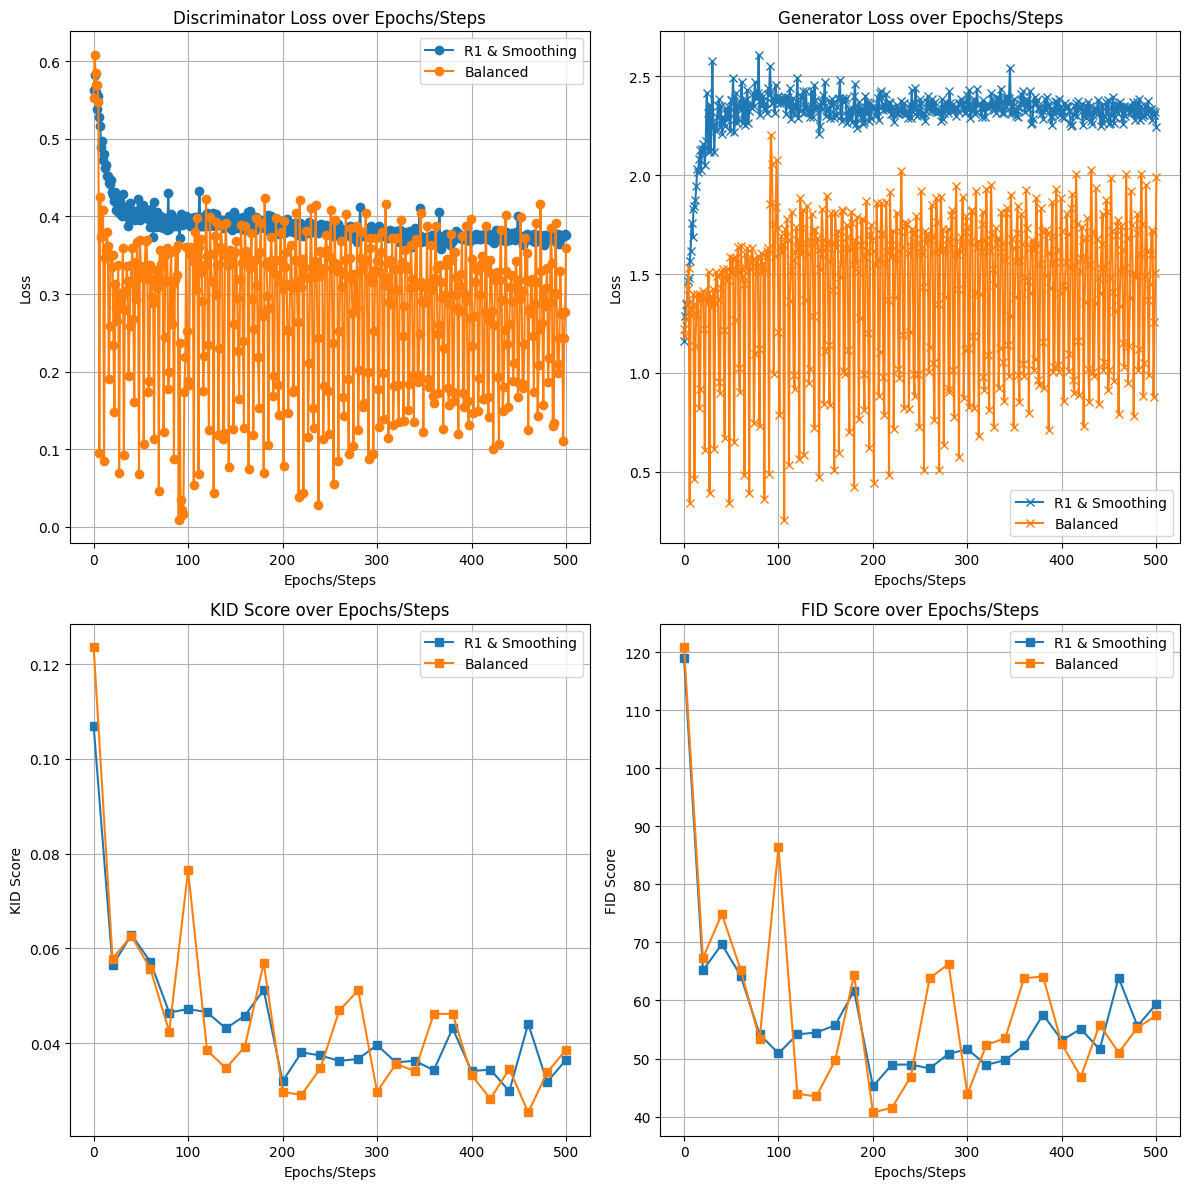 Discriminator Loss over Epochs/Steps
R1 & Smoothing
Balanced
0.6
0.5
0.4
0.3
0.2
0.1
0.0
Loss
0 100 200 300 400 500
Epochs/Steps
Generator Loss over Epochs/Steps
2.5
2.0
1.5
1.0
0.5
Loss
R1 & Smoothing
Balanced
0 100 200 300 400 500
Epochs/Steps
KID Score over Epochs/Steps
R1 & Smoothing
Balanced
0.12
0.10
0.08
0.06
0.04
KID Score
0 100 200 300 400 500
Epochs/Steps
FID Score over Epochs/Steps
R1 & Smoothing
Balanced
120
110
100
90
80
70
60
50
40
FID Score
0 100 200 300 400 500
Epochs/Steps